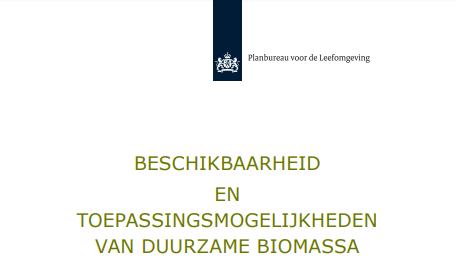 Planbureau voor de Leefomgeving
BESCHIKBAARHEID
EN
TOEPASSINGSMOGELIJKHEDEN
VAN DUURZAME BIOMASSA